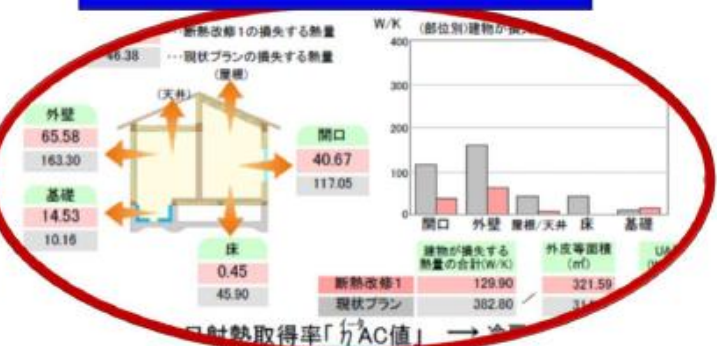 W/K (部位別)建物が損失
…断熱改修1の損失する熱量
46.38 …現状プランの損失する熱量
(屋根)
(天井)
400
300
200
100
0
外壁
65.58
163.30
開口
40.67
117.05
基礎
14.53
10.16
床
0.45
45.90
開口 外壁 屋根/天井 床 基礎
建物が損失する
熱量の合計(W/K)
外皮等面積
(㎡)
UA
断熱改修1 129.90 321.59
現状プラン 382.80
日射熱取得率「ηAC値」 →
イータ